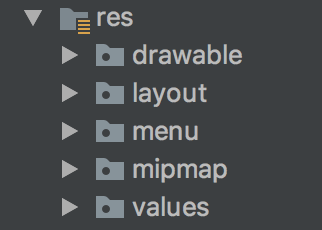 res
drawable
layout
menu
mipmap
values